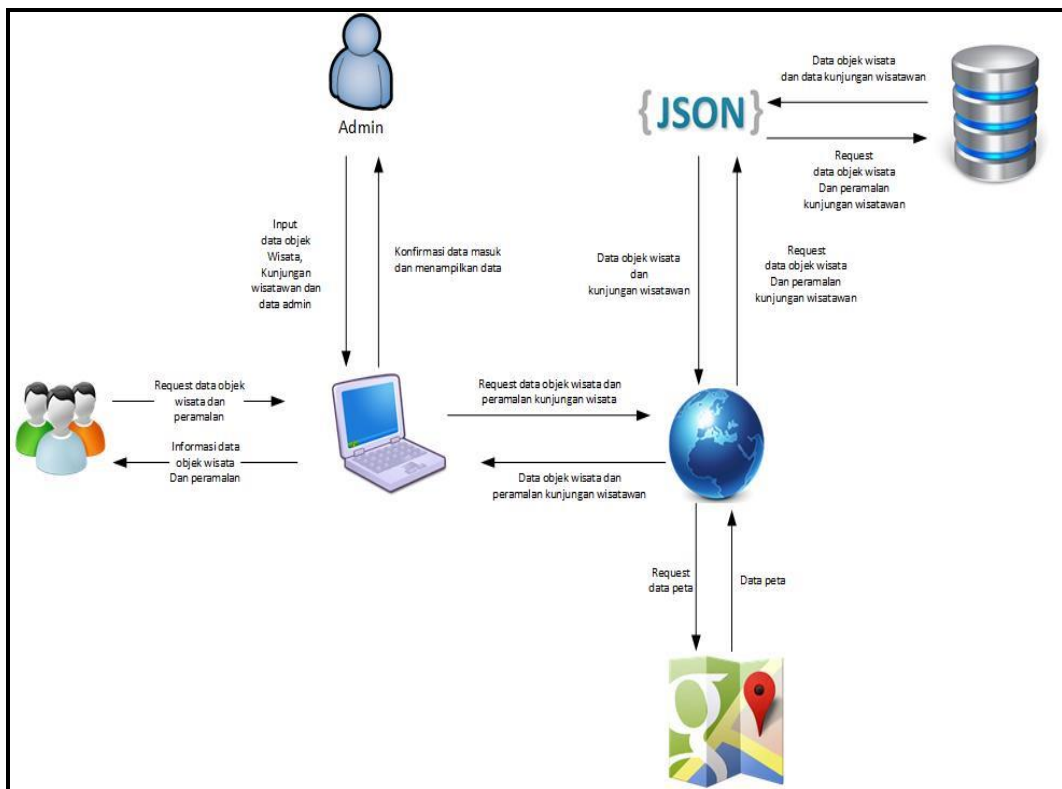 Admin
{JSON}
Data objek wisata
dan data kunjungan wisatawan
Request
data objek wisata
Dan peramalan
kunjungan wisatawan
Input
data objek
Wisata,
Kunjungan
wisatawan dan
data admin
Konfirmasi data masuk
dan menampilkan data
Data objek wisata
dan
kunjungan wisatawan
Request
data objek wisata
Dan peramalan
kunjungan wisatawan
Request data objek
wisata dan
peramalan
Informasi data
objek wisata
Dan peramalan
Request data objek wisata dan
peramalan kunjungan wisata
Data objek wisata dan
peramalan kunjungan wisatawan
Request
data peta
Data peta
g